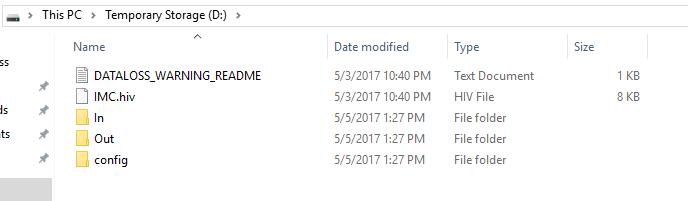 This PC > Temporary Storage (D:) >
Name Date modified Type Size
ss DATALOSS_WARNING_README 5/3/2017 10:40 PM Text Document 1 KB
IMC.hiv 5/3/2017 10:40 PM HIV File 8 KB
ds In 5/5/2017 1:27 PM File folder
nts Out 5/5/2017 1:27 PM File folder
config 5/5/2017 1:27 PM File folder